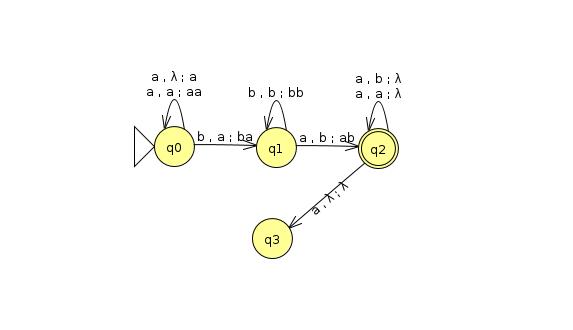 a , λ ; a
a , a ; aa
b , b ; bb
a , b ; λ
a , a ; λ
q0
b , a ; ba
q1
a , b ; ab
q2
a , λ ; λ
q3